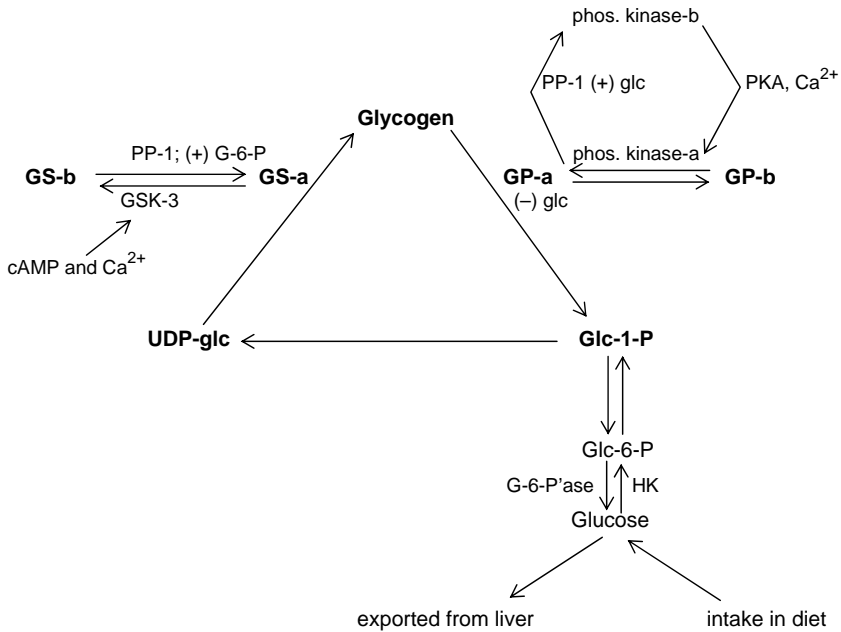 phos. kinase-b
PP-1 (+) glc
PKA, Ca2+
Glycogen
PP-1; (+) G-6-P
phos. kinase-a
GS-b
GS-a
GP-a
GP-b
GSK-3
(–) glc
cAMP and Ca2+
UDP-glc
Glc-1-P
Glc-6-P
G-6-P’ase
HK
Glucose
exported from liver
intake in diet